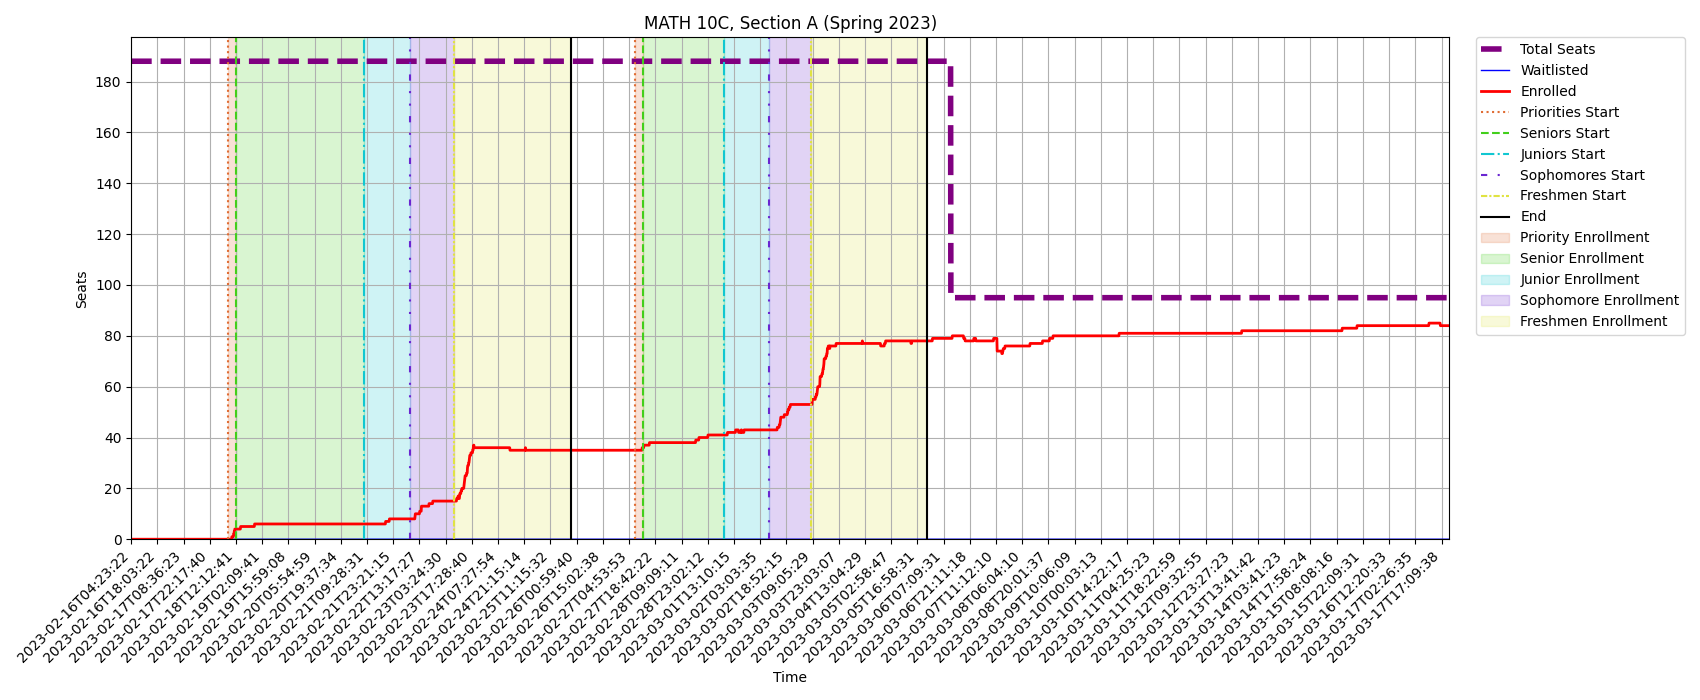 MATH 10C, Section A (Spring 2023)
Seats
180
160
140
120
100
80
60
40
20
0
2023-02-16T04:23:22
2023-02-16T18:03:22
2023-02-17T08:36:23
2023-02-17T22:17:40
2023-02-18T12:12:41
2023-02-19T02:09:41
2023-02-19T15:59:08
2023-02-20T05:54:59
2023-02-20T19:37:34
2023-02-21T09:28:31
2023-02-21T23:21:15
2023-02-22T13:17:27
2023-02-23T03:24:30
2023-02-23T17:28:40
2023-02-24T07:27:54
2023-02-24T21:15:14
2023-02-25T11:15:32
2023-02-26T00:59:40
2023-02-26T15:02:38
2023-02-27T04:53:53
2023-02-27T18:42:22
2023-02-28T09:09:11
2023-02-28T23:02:12
2023-03-01T13:10:15
2023-03-02T03:03:35
2023-03-02T18:52:15
2023-03-03T09:05:29
2023-03-03T23:03:07
2023-03-04T13:04:29
2023-03-05T02:58:47
2023-03-05T16:58:31
2023-03-06T07:09:31
2023-03-06T21:11:18
2023-03-07T11:12:10
2023-03-08T06:04:10
2023-03-08T20:01:37
2023-03-09T10:06:09
2023-03-10T00:03:13
2023-03-10T14:22:17
2023-03-11T04:25:23
2023-03-11T18:22:59
2023-03-12T09:32:55
2023-03-12T23:27:23
2023-03-13T13:41:42
2023-03-14T03:41:23
2023-03-14T17:58:24
2023-03-15T08:08:16
2023-03-15T22:09:31
2023-03-16T12:20:33
2023-03-17T02:26:35
2023-03-17T17:09:38
Time
Total Seats
Waitlisted
Enrolled
Priorities Start
Seniors Start
Juniors Start
Sophomores Start
Freshmen Start
End
Priority Enrollment
Senior Enrollment
Junior Enrollment
Sophomore Enrollment
Freshmen Enrollment